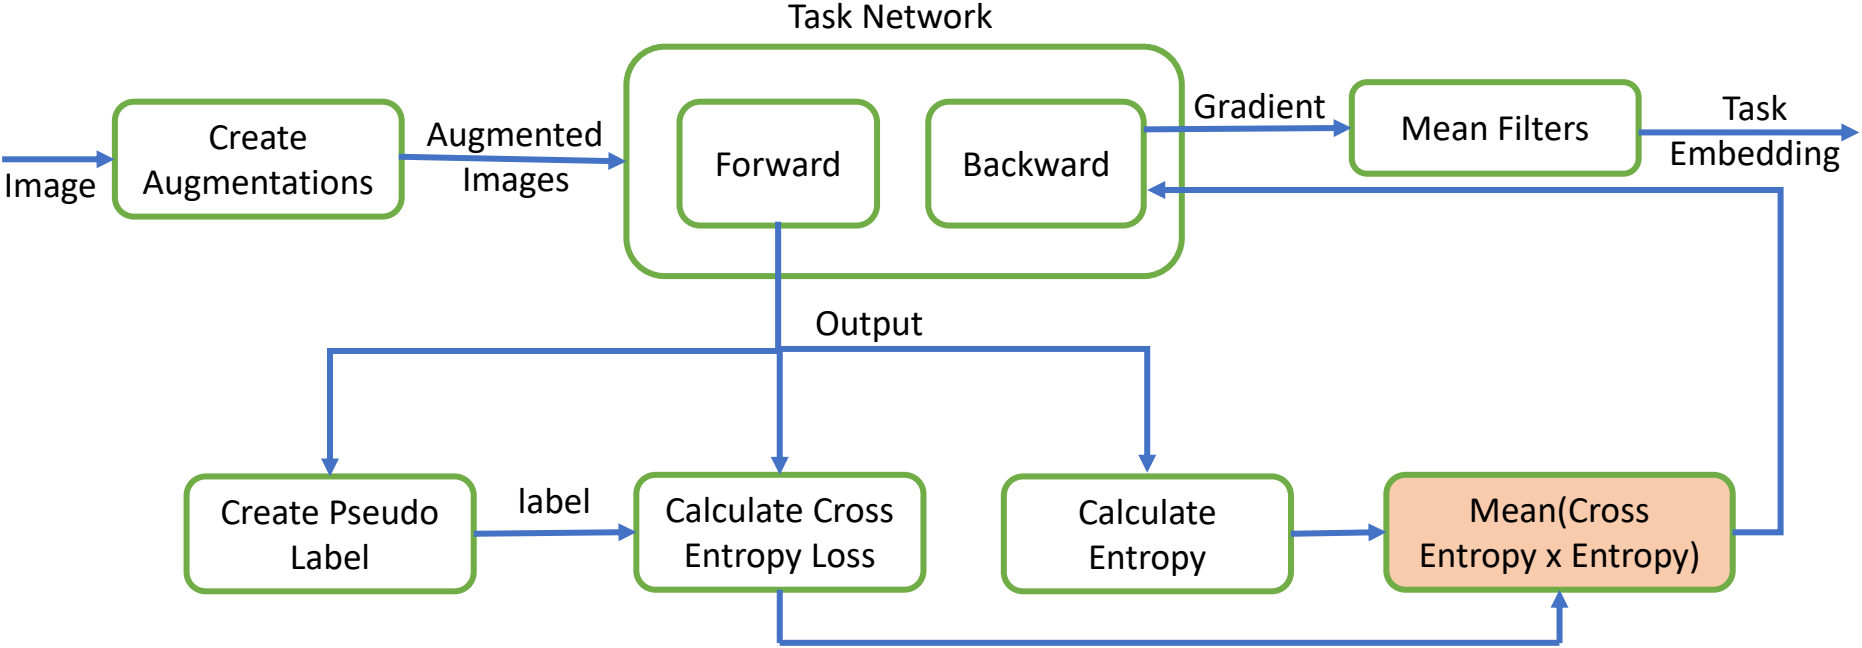 Task Network
Image
Create
Augmentations
Augmented
Images
Forward
Backward
Gradient
Mean Filters
Task
Embedding
Output
Create Pseudo
Label
label
Calculate Cross
Entropy Loss
Calculate
Entropy
Mean(Cross
Entropy x Entropy)